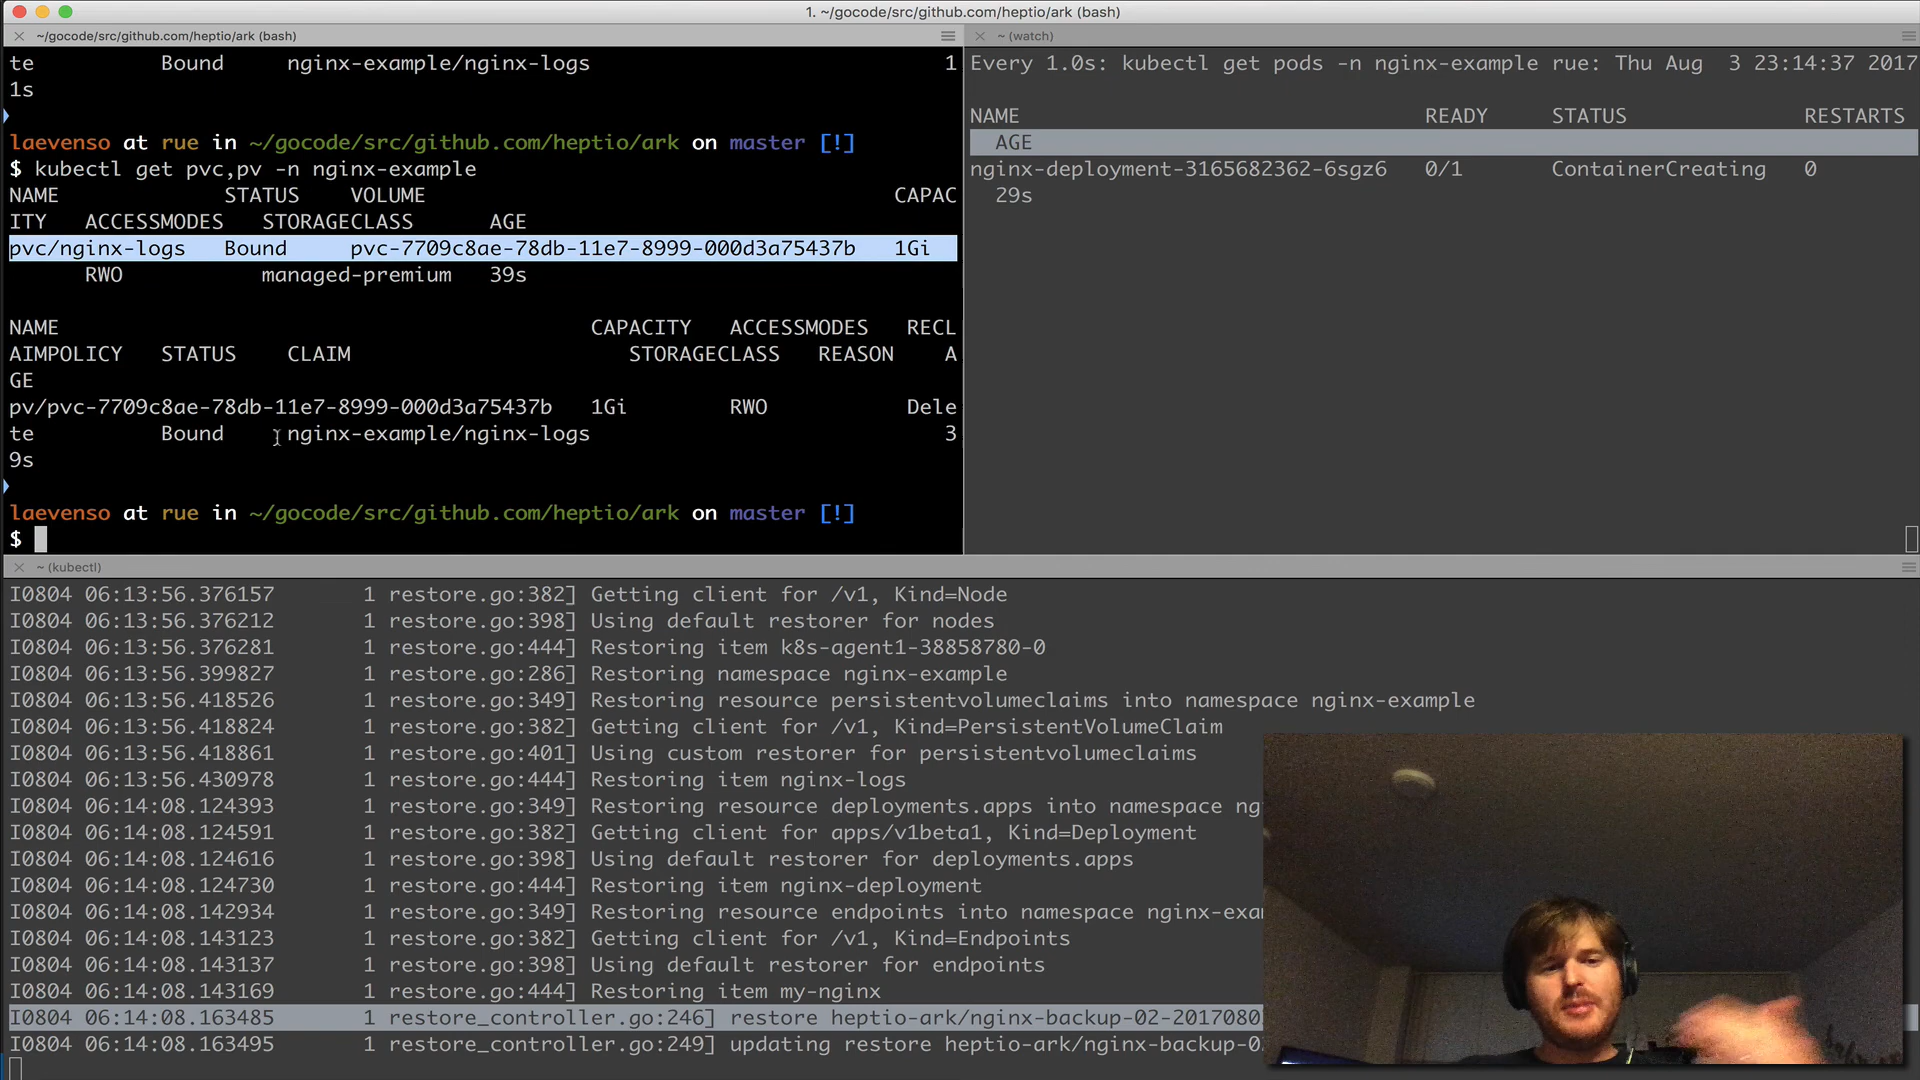 1. ~/gocode/src/github.com/heptio/ark (bash)
~/gocode/src/github.com/heptio/ark (bash)
te          Bound     nginx-example/nginx-logs                            1
1s
laevenso at rue in ~/gocode/src/github.com/heptio/ark on master [!]
$ kubectl get pvc,pv -n nginx-example
NAME             STATUS    VOLUME                                     CAPAC
ITY   ACCESSMODES   STORAGECLASS      AGE
pvc/nginx-logs   Bound     pvc-7709c8ae-78db-11e7-8999-000d3a75437b   1Gi
      RWO           managed-premium   39s
NAME                                          CAPACITY   ACCESSMODES   RECL
AIMPOLICY   STATUS    CLAIM                      STORAGECLASS   REASON    A
GE
pv/pvc-7709c8ae-78db-11e7-8999-000d3a75437b   1Gi        RWO           Dele
te          Bound     nginx-example/nginx-logs                            3
9s
laevenso at rue in ~/gocode/src/github.com/heptio/ark on master [!]
$
~ (watch)
Every 1.0s: kubectl get pods -n nginx-example rue: Thu Aug  3 23:14:37 2017
NAME                                READY     STATUS              RESTARTS
  AGE
nginx-deployment-3165682362-6sgz6   0/1       ContainerCreating   0
  29s
~ (kubectl)
I0804 06:13:56.376157       1 restore.go:382] Getting client for /v1, Kind=Node
I0804 06:13:56.376212       1 restore.go:398] Using default restorer for nodes
I0804 06:13:56.376281       1 restore.go:444] Restoring item k8s-agent1-38858780-0
I0804 06:13:56.399827       1 restore.go:286] Restoring namespace nginx-example
I0804 06:13:56.418526       1 restore.go:349] Restoring resource persistentvolumeclaims into namespace nginx-example
I0804 06:13:56.418824       1 restore.go:382] Getting client for /v1, Kind=PersistentVolumeClaim
I0804 06:13:56.418861       1 restore.go:401] Using custom restorer for persistentvolumeclaims
I0804 06:13:56.430978       1 restore.go:444] Restoring item nginx-logs
I0804 06:14:08.124393       1 restore.go:349] Restoring resource deployments.apps into namespace ng
I0804 06:14:08.124591       1 restore.go:382] Getting client for apps/v1beta1, Kind=Deployment
I0804 06:14:08.124616       1 restore.go:398] Using default restorer for deployments.apps
I0804 06:14:08.124730       1 restore.go:444] Restoring item nginx-deployment
I0804 06:14:08.142934       1 restore.go:349] Restoring resource endpoints into namespace nginx-exa
I0804 06:14:08.143123       1 restore.go:382] Getting client for /v1, Kind=Endpoints
I0804 06:14:08.143137       1 restore.go:398] Using default restorer for endpoints
I0804 06:14:08.143169       1 restore.go:444] Restoring item my-nginx
I0804 06:14:08.163485       1 restore_controller.go:246] restore heptio-ark/nginx-backup-02-2017080
I0804 06:14:08.163495       1 restore_controller.go:249] updating restore heptio-ark/nginx-backup-0